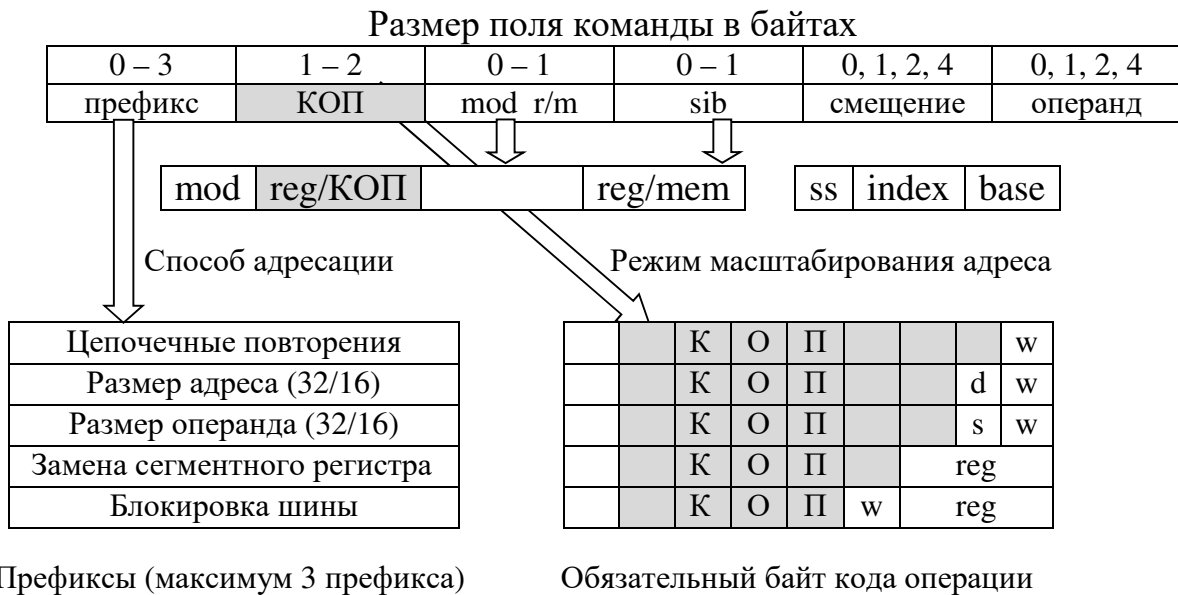 Размер поля команды в байтах
0 – 3 1 – 2 0 – 1 0 – 1 0, 1, 2, 4 0, 1, 2, 4
префикс КОП mod r/m sib смещение операнд
mod reg/КОП reg/mem ss index base
Способ адресации Режим масштабирования адреса
Цепочечные повторения К О П w
Размер адреса (32/16) К О П d w
Размер операнда (32/16) К О П s w
Замена сегментного регистра К О П reg
Блокировка шины К О П w reg
Префиксы (максимум 3 префикса) Обязательный байт кода операции